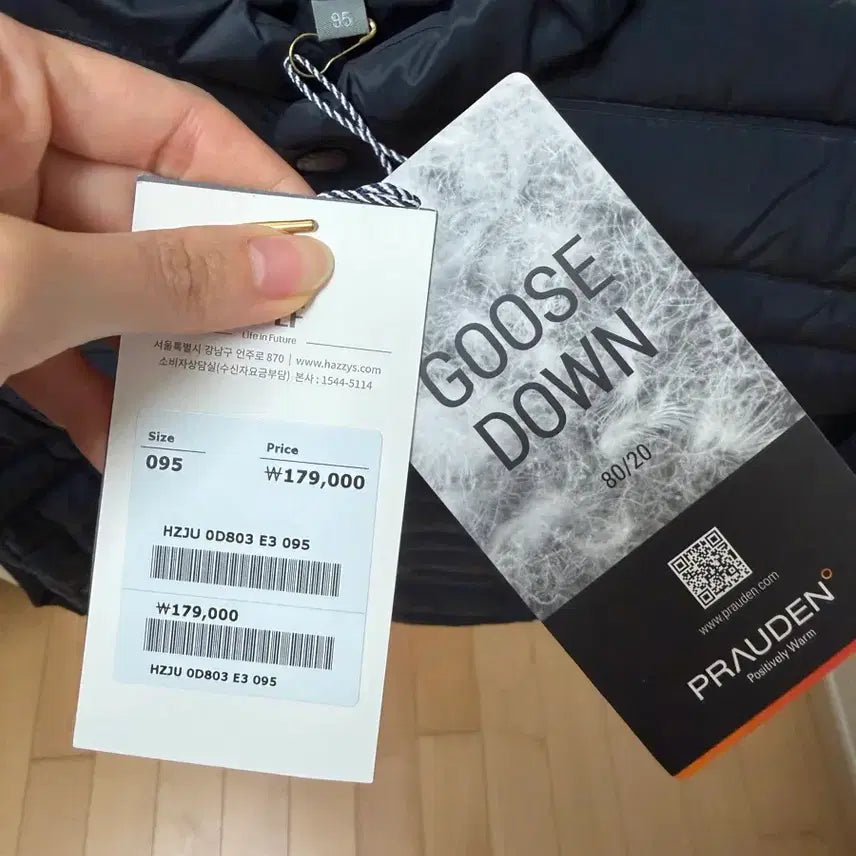 95
Life in Future
서울특별시 강남구 언주로 870 | www.hazzys.com
소비자상담실(수신자요금부담) 본사 : 1544-5114
Size
Price
095
₩179,000
HZJU 0D803 E3 095
₩179,000
HZJU 0D803 E3 095
GOOSE
DOWN
80/20
www.prauden.com
PRAUDEN
Positively Warm